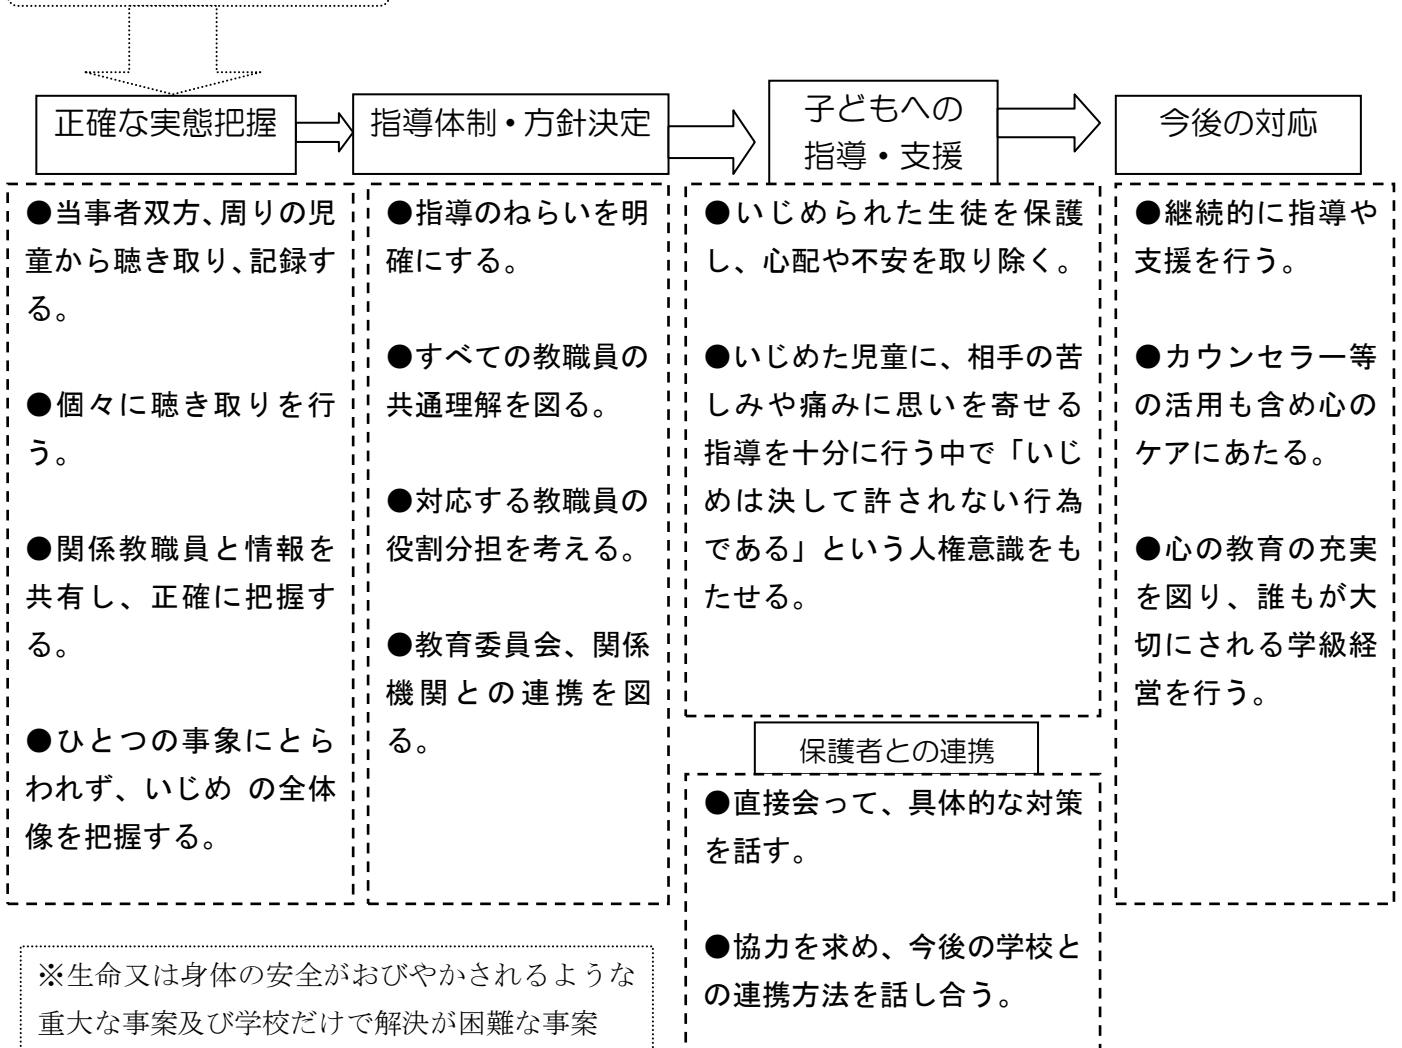 正確な実態把握
指導体制・方針決定
子どもへの
指導・支援
今後の対応
●当事者双方、周りの児
童から聴き取り、記録す
る。
●個々に聴き取りを行
う。
●関係教職員と情報を
共有し、正確に把握す
る。
●ひとつの事象にとら
われず、いじめ の全体
像を把握する。
●指導のねらいを明
確にする。
●すべての教職員の
共通理解を図る。
●対応する教職員の
役割分担を考える。
●教育委員会、関係
機関との連携を図
る。
●いじめられた生徒を保護
し、心配や不安を取り除く。
●いじめた児童に、相手の苦
しみや痛みに思いを寄せる
指導を十分に行う中で「いじ
めは決して許されない行為
である」という人権意識をも
たせる。
保護者との連携
●直接会って、具体的な対策
を話す。
●協力を求め、今後の学校と
の連携方法を話し合う。
●継続的に指導や
支援を行う。
●カウンセラー等
の活用も含め心の
ケアにあたる。
●心の教育の充実
を図り、誰もが大
切にされる学級経
営を行う。
※生命又は身体の安全がおびやかされるような
重大な事案及び学校だけで解決が困難な事案